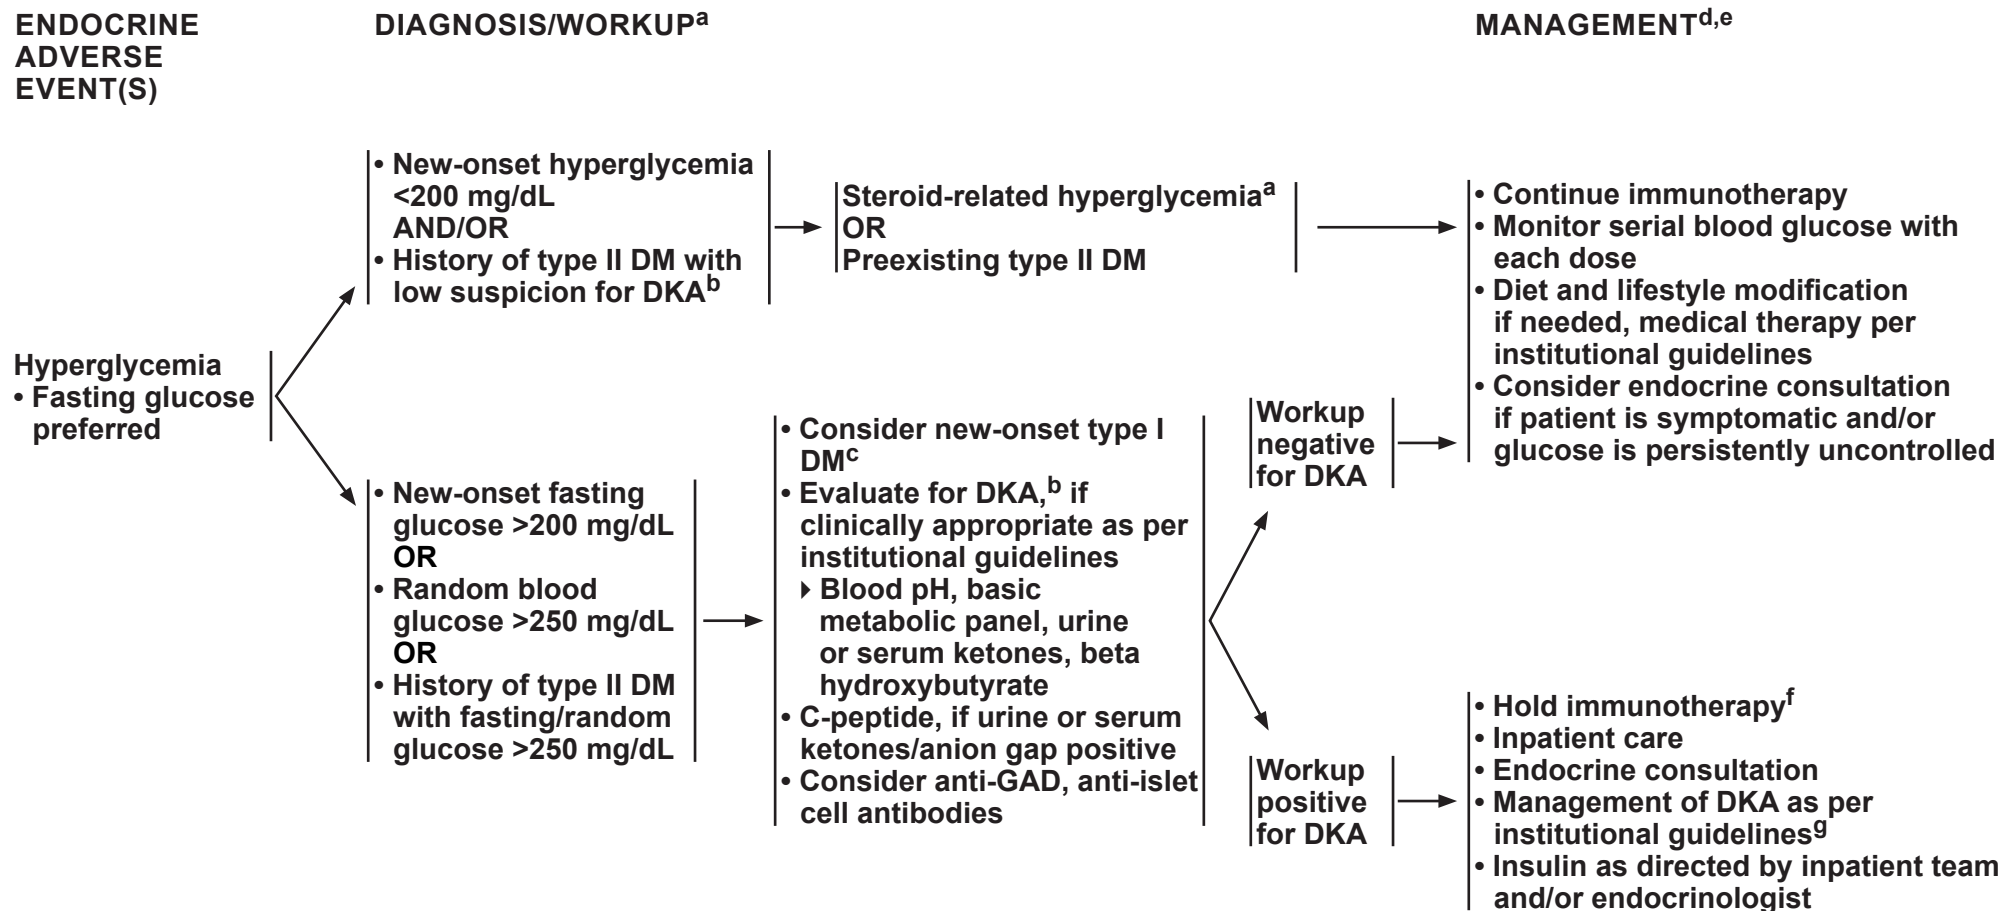 ENDOCRINE
ADVERSE
EVENT(S)
DIAGNOSIS/WORKUPa
MANAGEMENTd,e
Hyperglycemia
• Fasting glucose
preferred
• New-onset hyperglycemia
<200 mg/dL
AND/OR
• History of type II DM with
low suspicion for DKAb
Steroid-related hyperglycemiaa
OR
Preexisting type II DM
• Continue immunotherapy
• Monitor serial blood glucose with
each dose
• Diet and lifestyle modification
if needed, medical therapy per
institutional guidelines
• Consider endocrine consultation
if patient is symptomatic and/or
glucose is persistently uncontrolled
• New-onset fasting
glucose >200 mg/dL
OR
• Random blood
glucose >250 mg/dL
OR
• History of type II DM
with fasting/random
glucose >250 mg/dL
• Consider new-onset type I
DMc
• Evaluate for DKA,b if
clinically appropriate as per
institutional guidelines
▸ Blood pH, basic
metabolic panel, urine
or serum ketones, beta
hydroxybutyrate
• C-peptide, if urine or serum
ketones/anion gap positive
• Consider anti-GAD, anti-islet
cell antibodies
Workup
negative
for DKA
Workup
positive
for DKA
• Hold immunotherapyf
• Inpatient care
• Endocrine consultation
• Management of DKA as per
institutional guidelinesg
• Insulin as directed by inpatient team
and/or endocrinologist